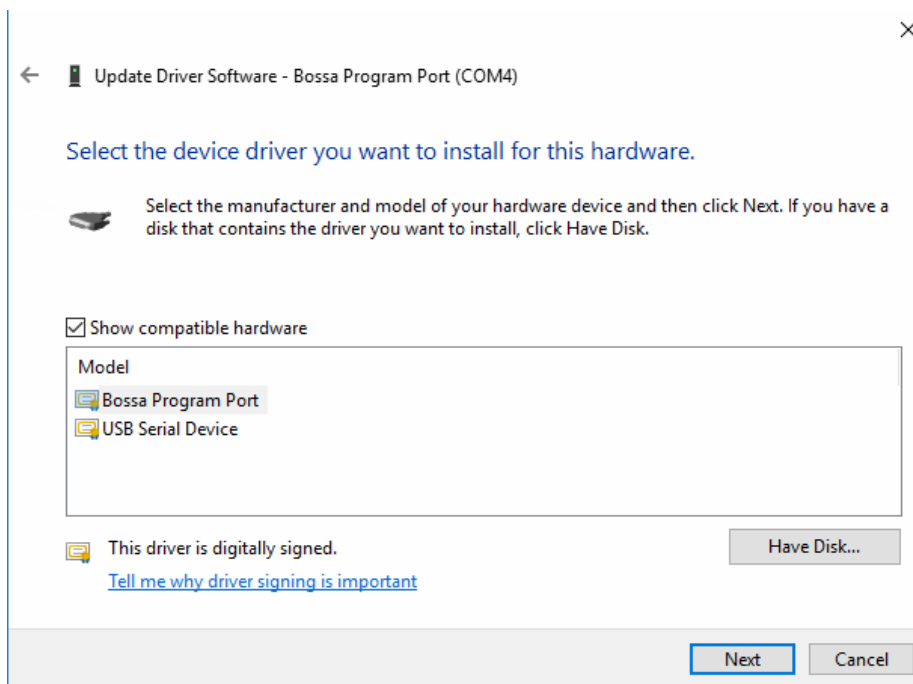 Update Driver Software - Bossa Program Port (COM4)
Select the device driver you want to install for this hardware.
Select the manufacturer and model of your hardware device and then click Next. If you have a
disk that contains the driver you want to install, click Have Disk.
Show compatible hardware
Model
Bossa Program Port
USB Serial Device
This driver is digitally signed.
Have Disk...
Tell me why driver signing is important
Next
Cancel